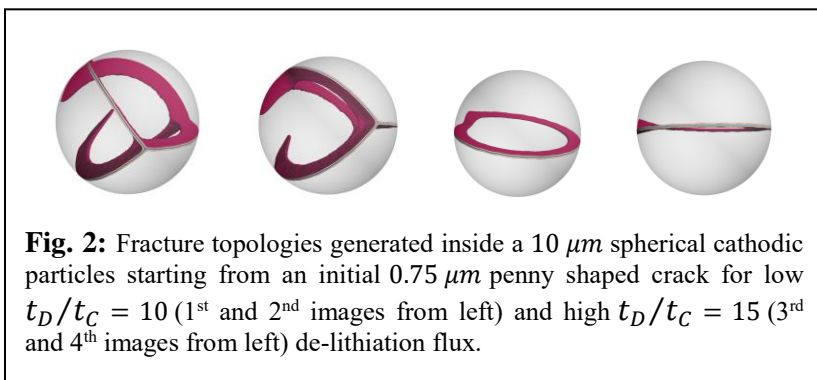 Fig. 2: Fracture topologies generated inside a 10 μm spherical cathodic
particles starting from an initial 0.75 μm penny shaped crack for low
t_D/t_C = 10 (1st and 2nd images from left) and high t_D/t_C = 15 (3rd
and 4th images from left) de-lithiation flux.